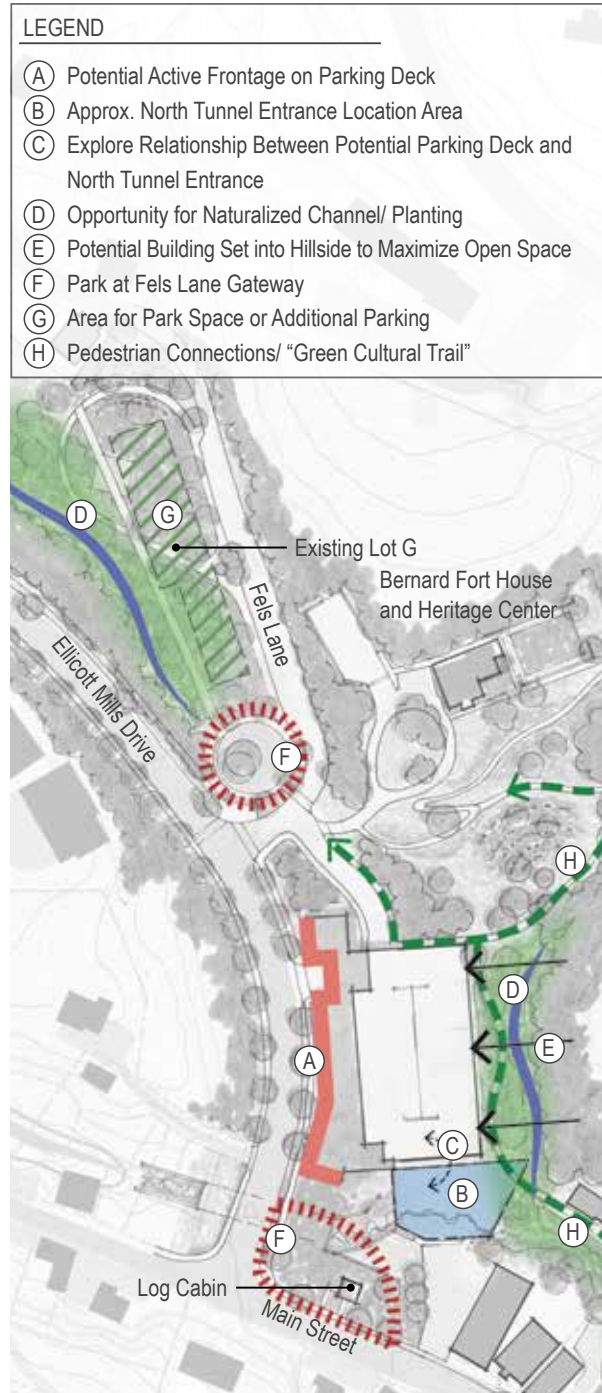 LEGEND
A Potential Active Frontage on Parking Deck
B Approx. North Tunnel Entrance Location Area
C Explore Relationship Between Potential Parking Deck and
North Tunnel Entrance
D Opportunity for Naturalized Channel/ Planting
E Potential Building Set into Hillside to Maximize Open Space
F Park at Fels Lane Gateway
G Area for Park Space or Additional Parking
H Pedestrian Connections/ “Green Cultural Trail”
D
G
Existing Lot G
Bernard Fort House
and Heritage Center
Fels Lane
Ellicott Mills Drive
F
H
D
E
A
C
B
F
H
Log Cabin
Main Street